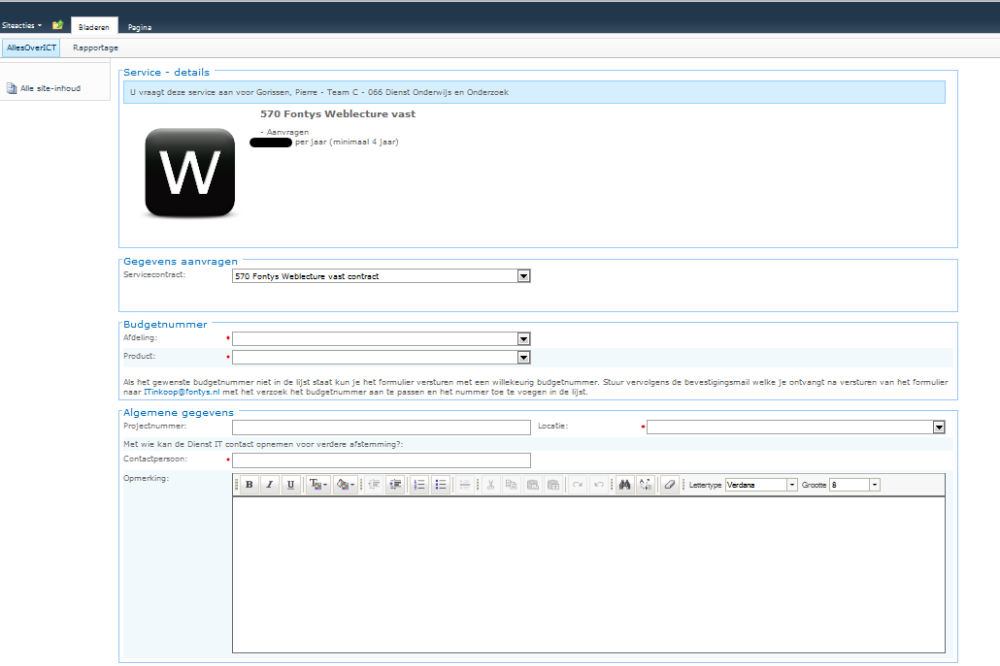 Siteacties
Bladeren
Pagina
AllesOverICT
Rapportage
Alle site-inhoud
Service - details
U vraagt deze service aan voor Gorissen, Pierre - Team C - 066 Dienst Onderwijs en Onderzoek
570 Fontys Weblecture vast
- Aanvragen
per jaar (minimaal 4 jaar)
W
Gegevens aanvragen
Servicecontract:
570 Fontys Weblecture vast contract
Budgetnummer
Afdeling:
Product:
Als het gewenste budgetnummer niet in de lijst staat kun je het formulier versturen met een willekeurig budgetnummer. Stuur vervolgens de bevestigingsmail welke je ontvangt na versturen van het formulier
naar ITinkoop@fontys.nl met het verzoek het budgetnummer aan te passen en het nummer toe te voegen in de lijst.
Algemene gegevens
Projectnummer:
Locatie:
Met wie kan de Dienst IT contact opnemen voor verdere afstemming?:
Contactpersoon:
Opmerking:
B I U
Lettertype Verdana Grootte 8